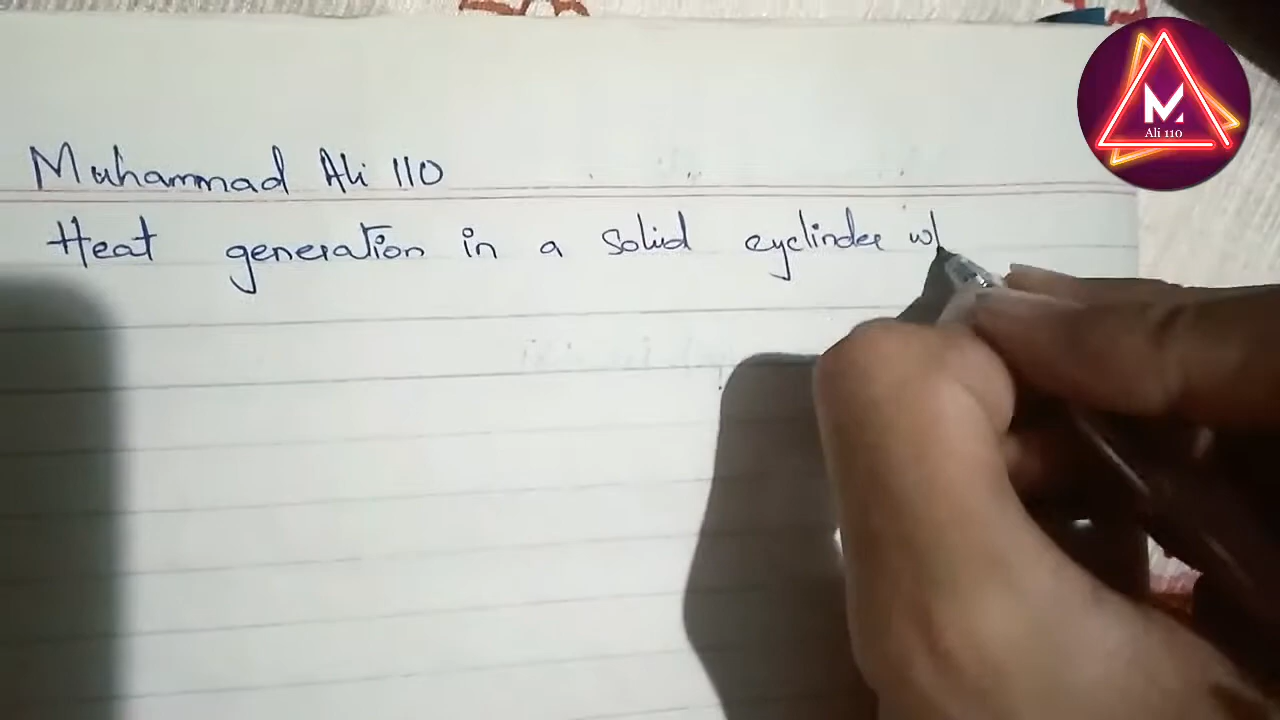 Muhammad Ali 110
Heat generation in a solid cylinder
M
Ali 110